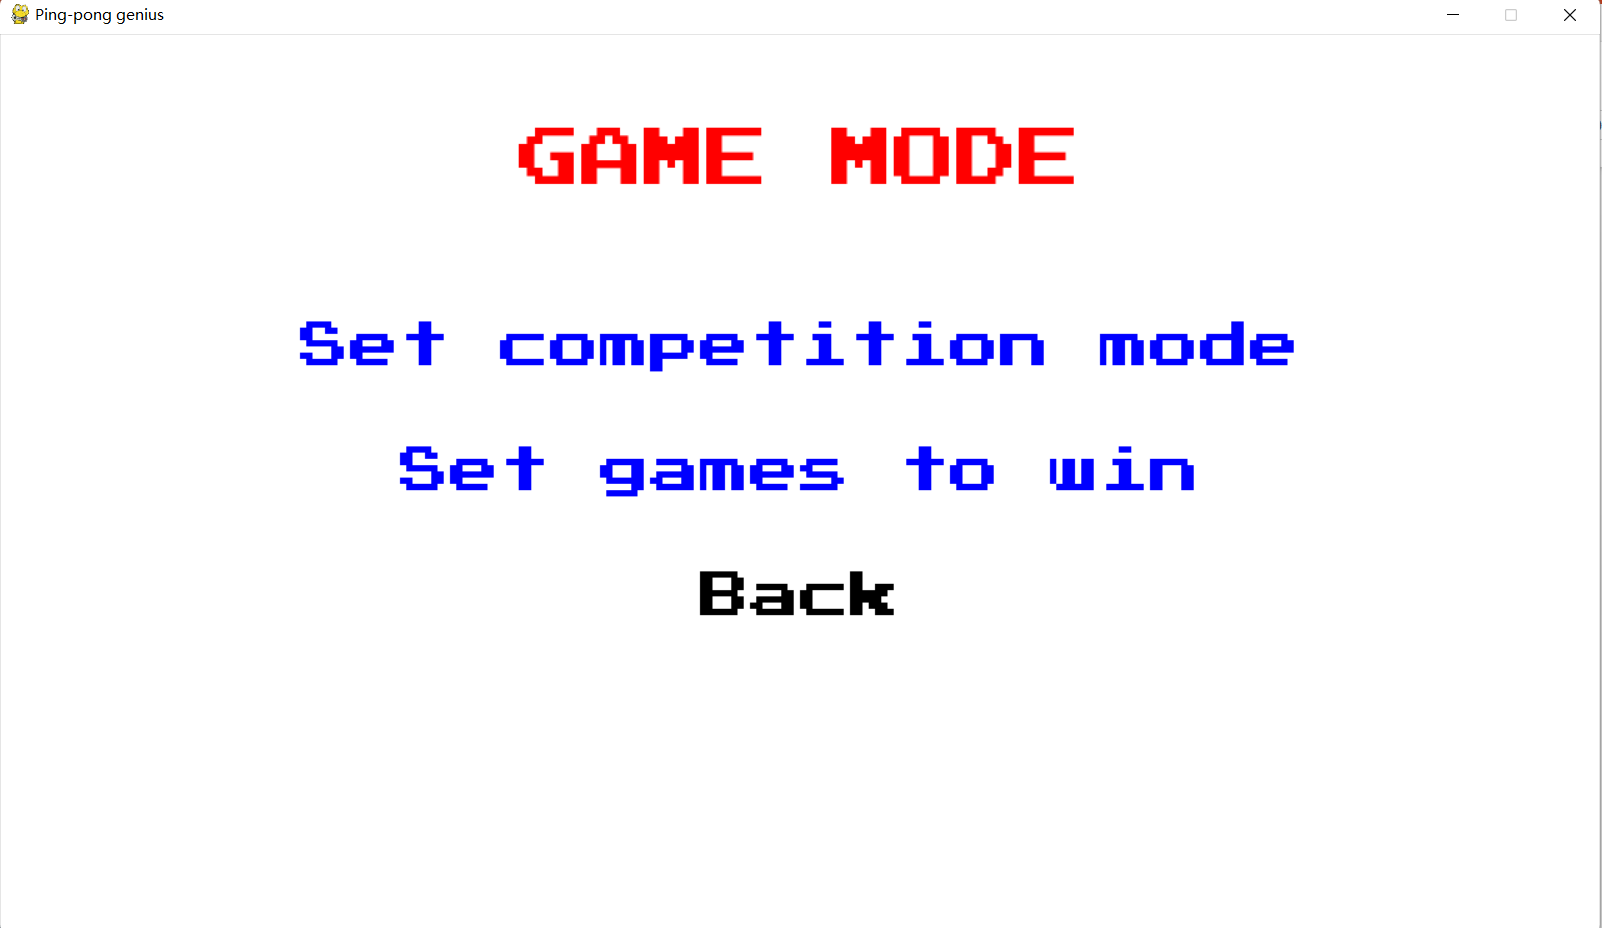 Ping-pong genius
GAME MODE
Set competition mode
Set games to win
Back